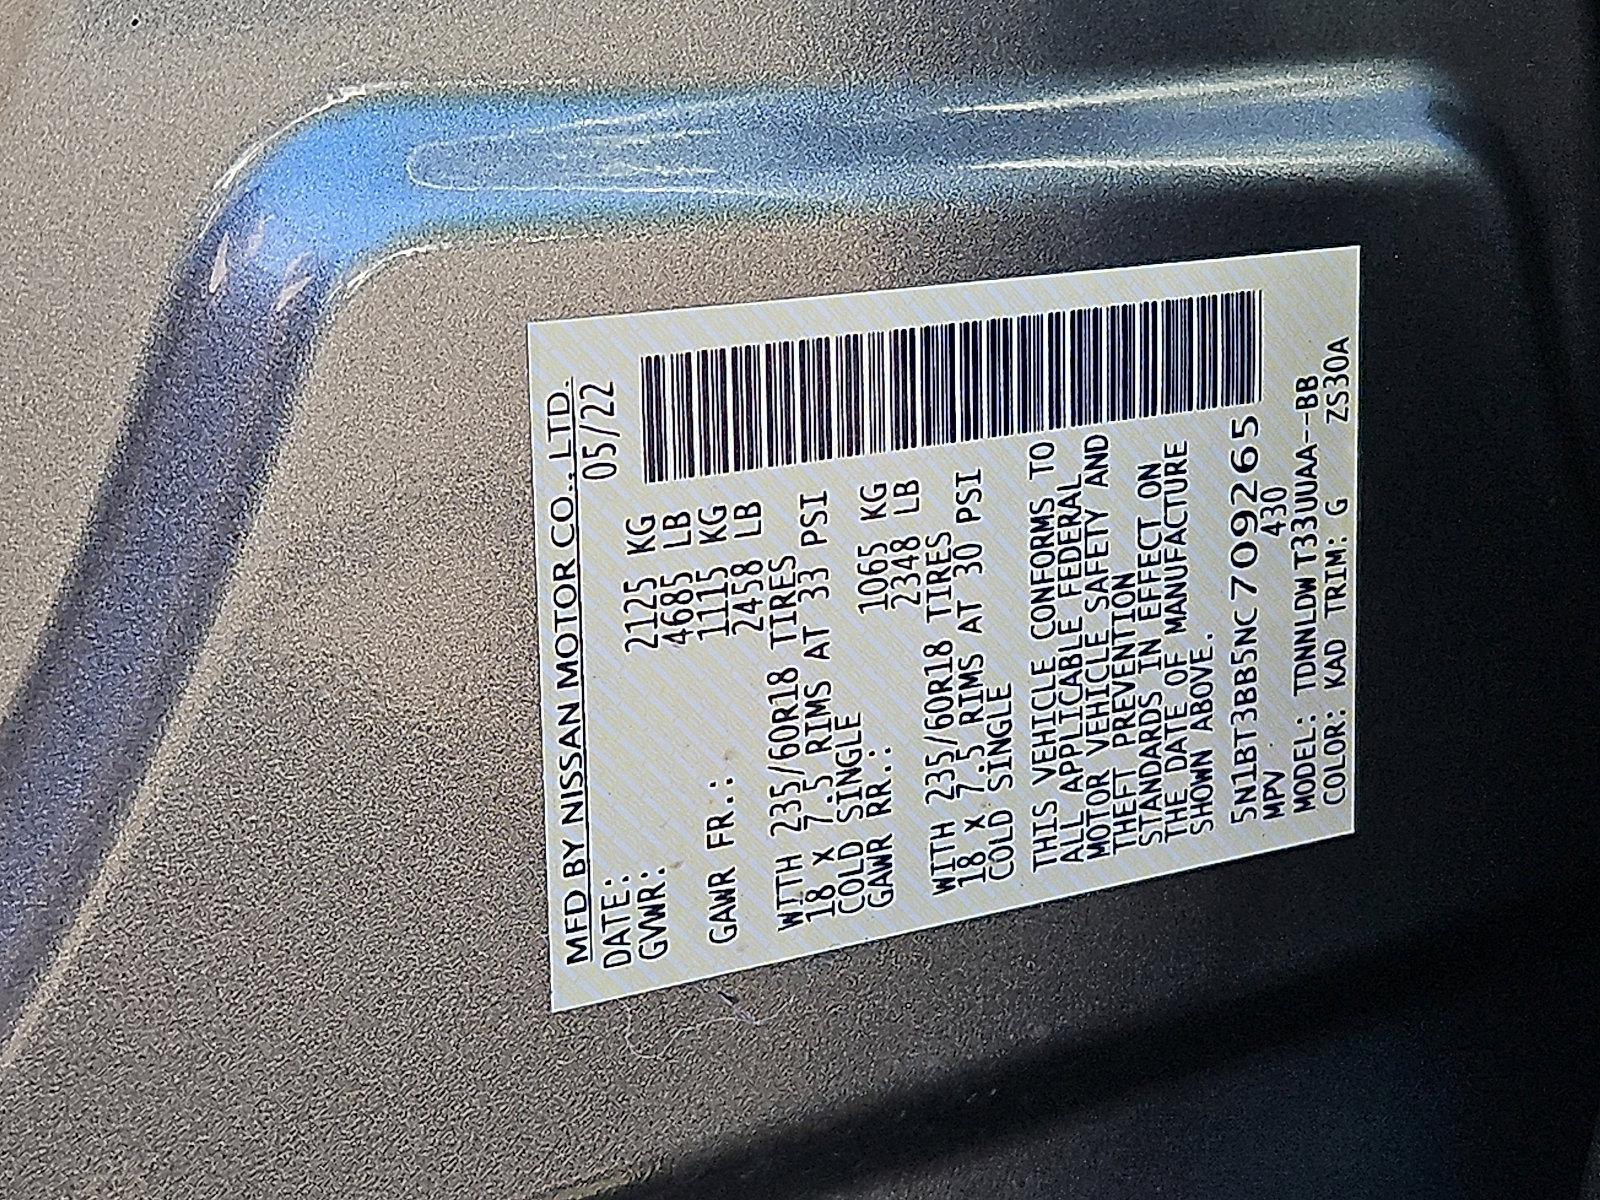 MFD BY NISSAN MOTOR CO., LTD.
DATE: 05/22
GVWR: 2125 KG
4685 LB
GAWR FR.: 1115 KG
2458 LB
WITH 235/60R18 TIRES
18 X 7.5 RIMS AT 33 PSI
COLD SINGLE
GAWR RR.: 1065 KG
2348 LB
WITH 235/60R18 TIRES
18 X 7.5 RIMS AT 30 PSI
COLD SINGLE
THIS VEHICLE CONFORMS TO
ALL APPLICABLE FEDERAL
MOTOR VEHICLE SAFETY AND
THEFT PREVENTION
STANDARDS IN EFFECT ON
THE DATE OF MANUFACTURE
SHOWN ABOVE.
5N1BT3BB5NC709265
MPV 430
MODEL: TDNNLDWT33UUAA--BB
COLOR: KAD TRIM: G ZS30A